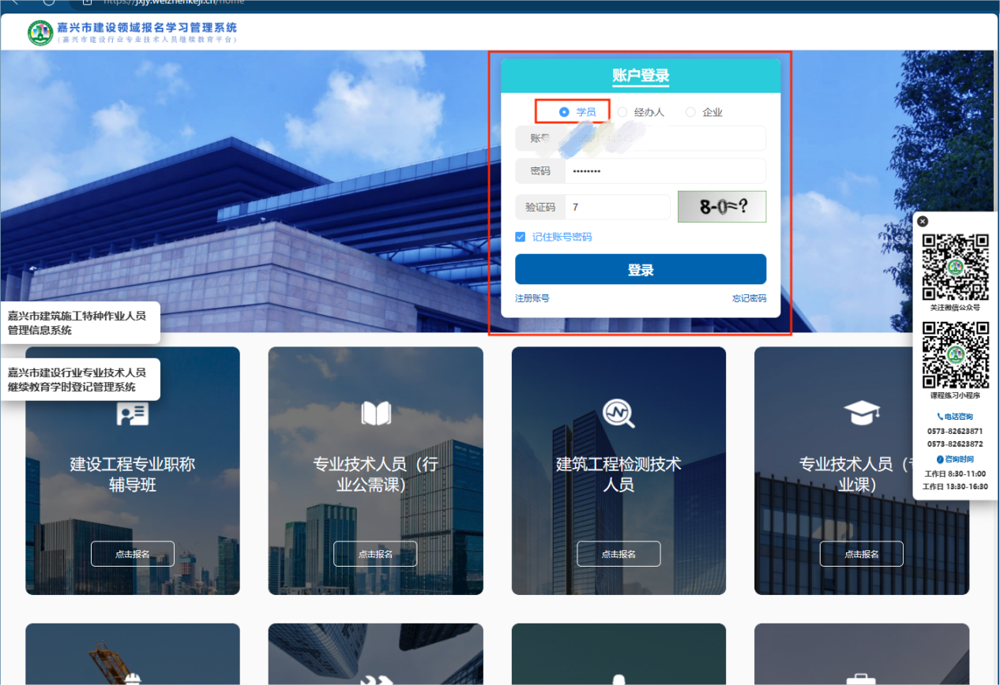 https://jxjy.weizhenkeji.cn/home
嘉兴市建设领域报名学习管理系统
(嘉兴市建设行业专业技术人员继续教育平台)
账户登录
学员
经办人
企业
账号
密码
••••••••
验证码
7
8-0=?
记住账号密码
登录
注册账号
忘记密码
嘉兴市建筑施工特种作业人员
管理信息系统
嘉兴市建设行业专业技术人员
继续教育学时登记管理系统
关注微信公众号
课程练习小程序
电话咨询
0573-82623871
0573-82623872
咨询时间
工作日 8:30-11:00
工作日 13:30-16:30
建设工程专业职称
辅导班
点击报名
专业技术人员（行
业公需课）
点击报名
建筑工程检测技术
人员
点击报名
专业技术人员（专
业课）
点击报名